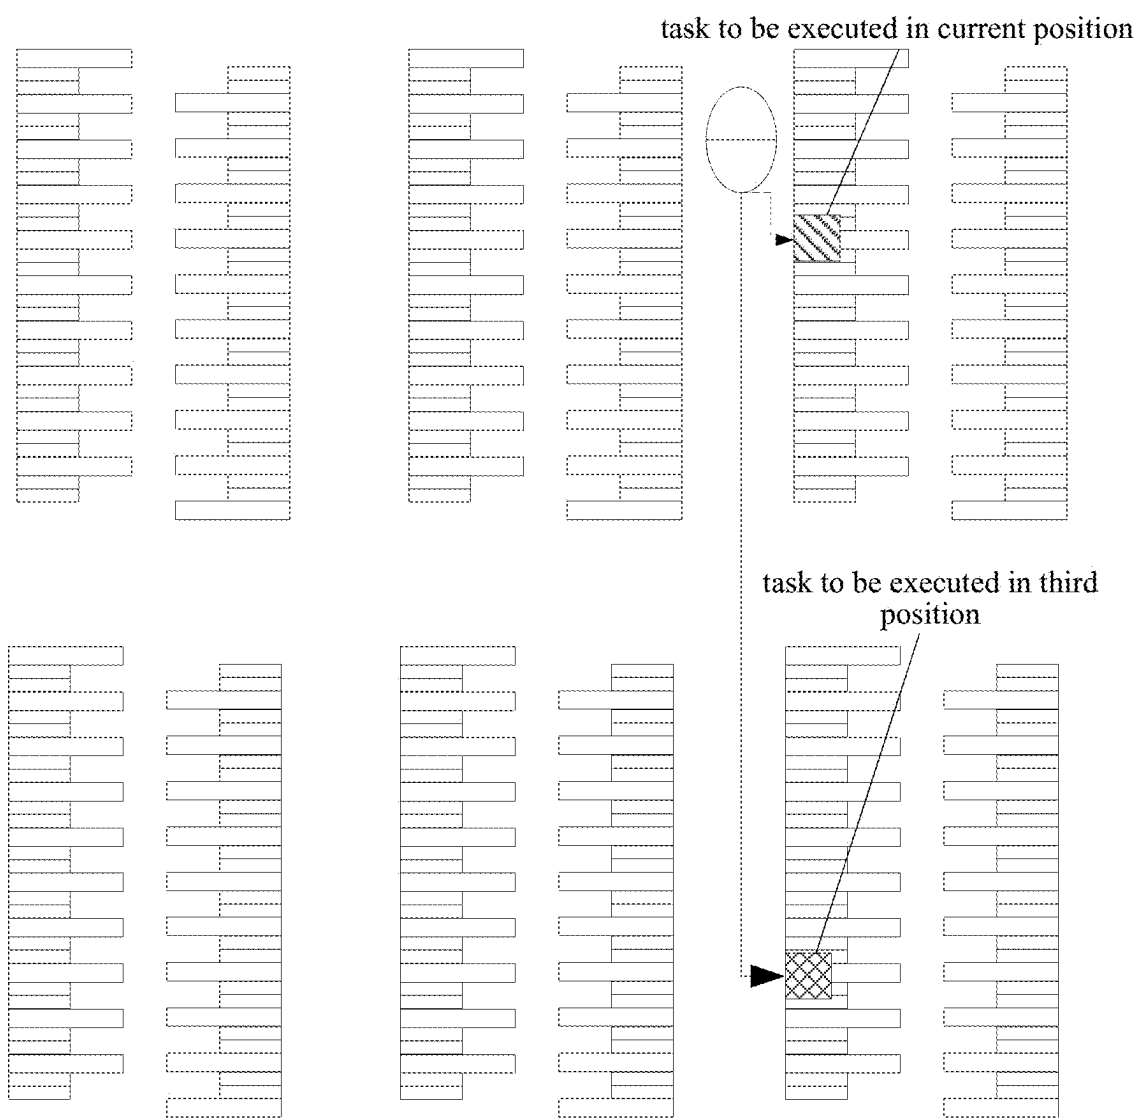 task to be executed in current position
task to be executed in third
position